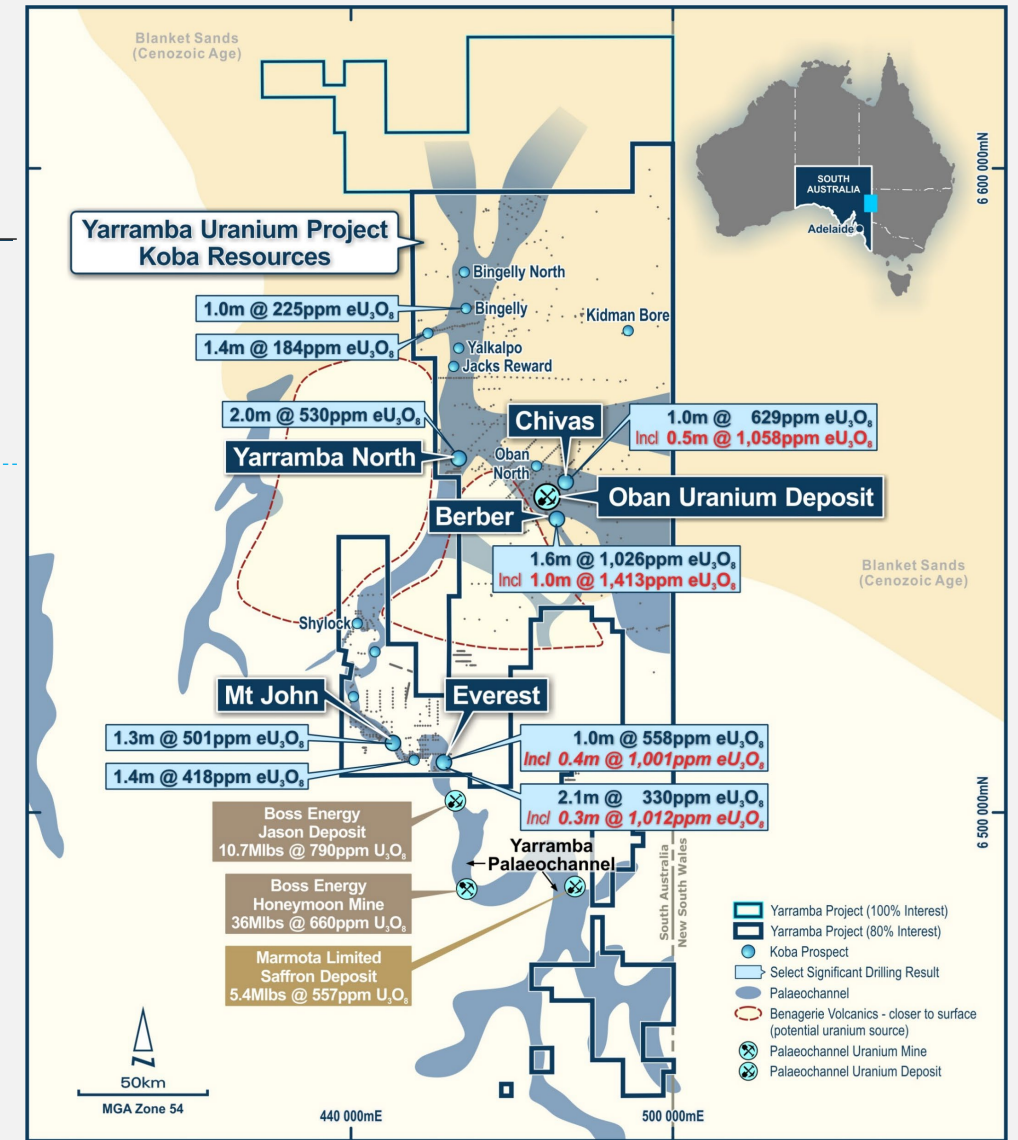 Blanket Sands
(Cenozoic Age)
SOUTH
AUSTRALIA
Adelaide
6 600 000mN
Yarramba Uranium Project
Koba Resources
Bingelly North
1.0m @ 225ppm eU₃O₈
Bingelly
Kidman Bore
1.4m @ 184ppm eU₃O₈
Yalkalpo
Jacks Reward
2.0m @ 530ppm eU₃O₈
Chivas
1.0m @ 629ppm eU₃O₈
Incl 0.5m @ 1,058ppm eU₃O₈
Yarramba North
Oban
North
Oban Uranium Deposit
Berber
1.6m @ 1,026ppm eU₃O₈
Incl 1.0m @ 1,413ppm eU₃O₈
Blanket Sands
(Cenozoic Age)
Shylock
Mt John
Everest
1.3m @ 501ppm eU₃O₈
1.0m @ 558ppm eU₃O₈
Incl 0.4m @ 1,001ppm eU₃O₈
1.4m @ 418ppm eU₃O₈
2.1m @ 330ppm eU₃O₈
Incl 0.3m @ 1,012ppm eU₃O₈
6 500 000mN
Boss Energy
Jason Deposit
10.7Mlbs @ 790ppm U₃O₈
Yarramba
Palaeochannel
South Australia
New South Wales
Boss Energy
Honeymoon Mine
36Mlbs @ 660ppm U₃O₈
Marmota Limited
Saffron Deposit
5.4Mlbs @ 557ppm U₃O₈
Yarramba Project (100% Interest)
Yarramba Project (80% Interest)
Koba Prospect
Select Significant Drilling Result
Palaeochannel
Benagerie Volcanics - closer to surface
(potential uranium source)
Palaeochannel Uranium Mine
Palaeochannel Uranium Deposit
N
50km
MGA Zone 54
440 000mE
500 000mE